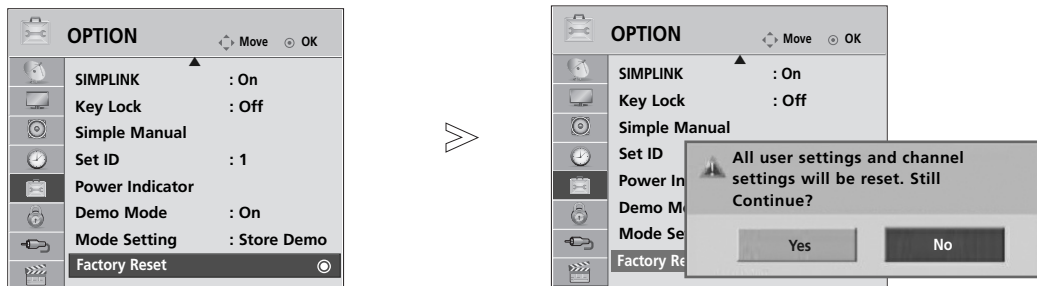 OPTION
Move OK
SIMPLINK : On
Key Lock : Off
Simple Manual
Set ID : 1
Power Indicator
Demo Mode : On
Mode Setting : Store Demo
Factory Reset
OPTION
Move OK
SIMPLINK : On
Key Lock : Off
Simple Manual
Set ID
Power In
Demo M
Mode Se
Factory Re
All user settings and channel
settings will be reset. Still
Continue?
Yes No